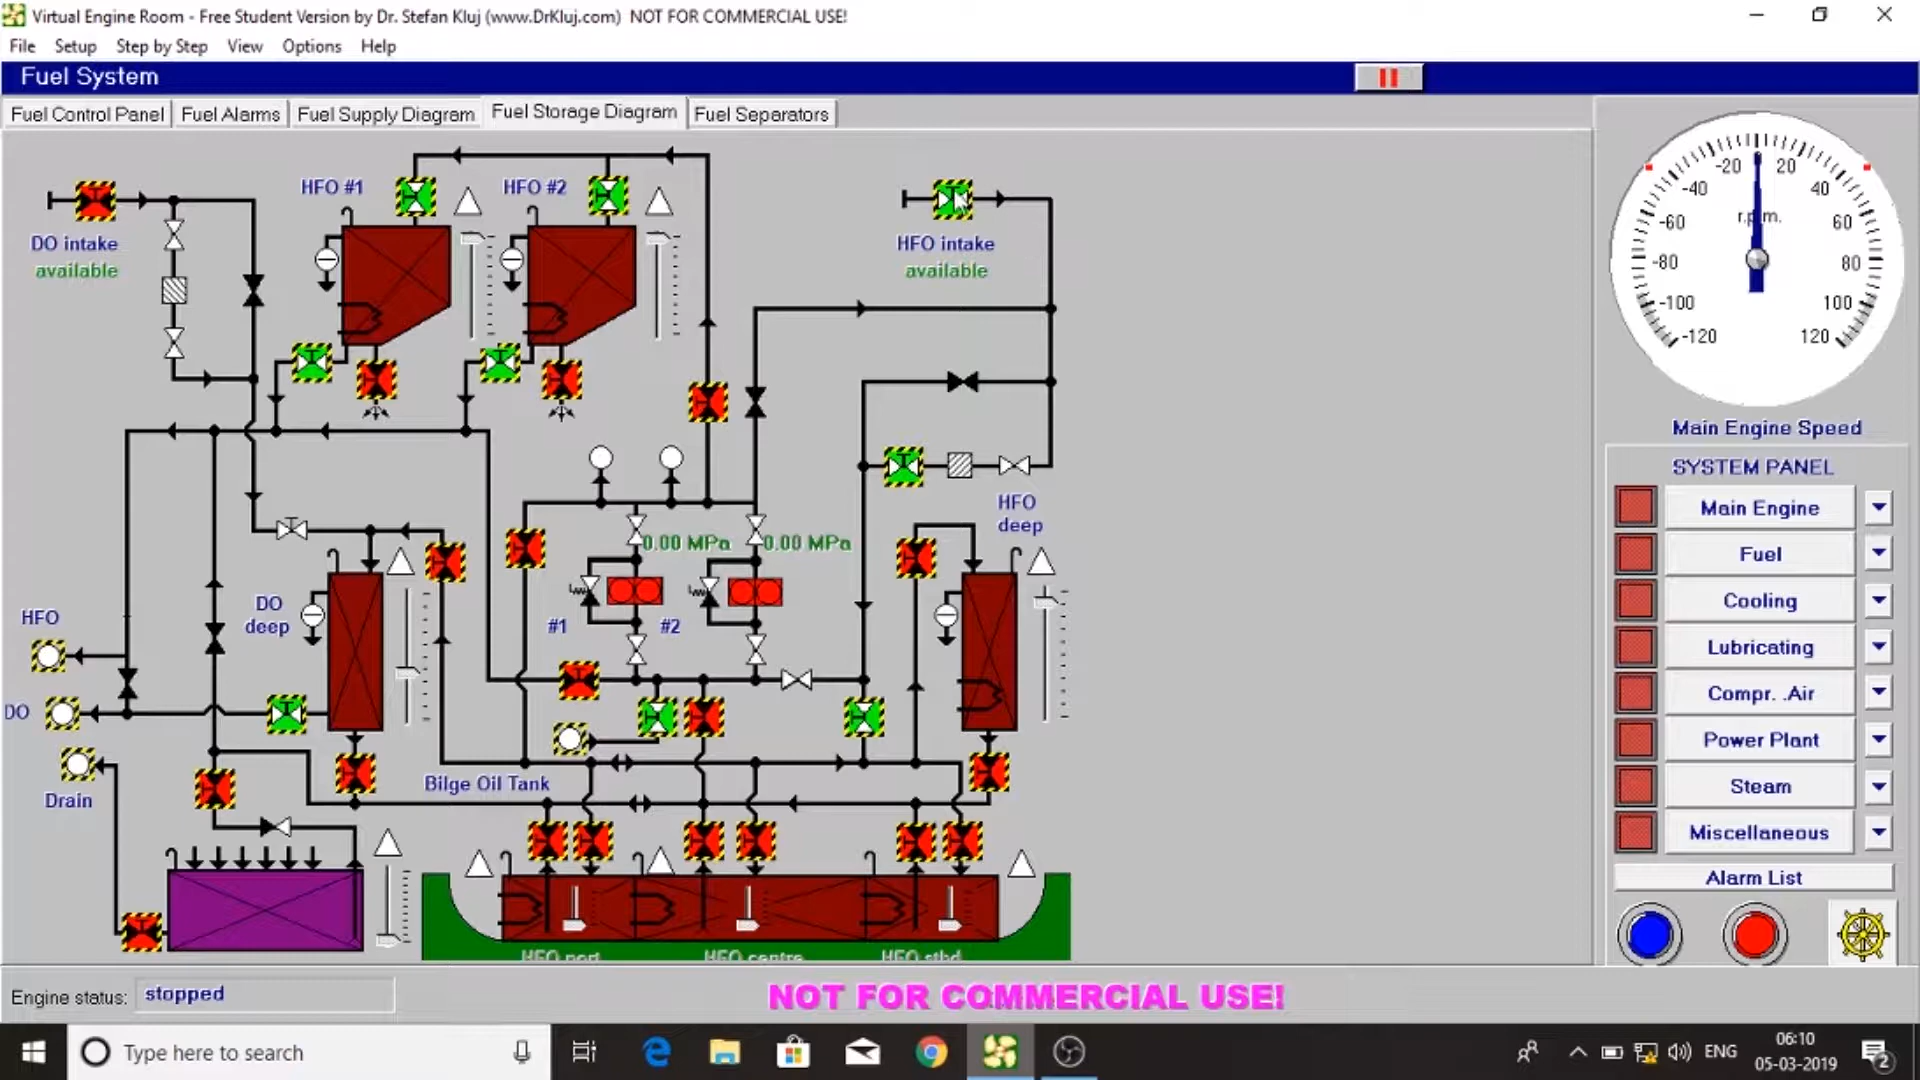 Virtual Engine Room - Free Student Version by Dr. Stefan Kluj (www.DrKluj.com)  NOT FOR COMMERCIAL USE!
File Setup Step by Step View Options Help
Fuel System
Fuel Control Panel Fuel Alarms Fuel Supply Diagram Fuel Storage Diagram Fuel Separators
HFO #1 HFO #2
DO intake
available
HFO intake
available
HFO
deep
0.00 MPa 0.00 MPa
DO
deep
#1 #2
HFO
DO
Drain
Bilge Oil Tank
HFO port HFO centre HFO stbd
-20 20
-40 40
r.p.m.
-60 60
-80 80
-100 100
-120 120
Main Engine Speed
SYSTEM PANEL
Main Engine
Fuel
Cooling
Lubricating
Compr. .Air
Power Plant
Steam
Miscellaneous
Alarm List
Engine status: stopped
NOT FOR COMMERCIAL USE!
Type here to search
ENG
06:10
05-03-2019
2